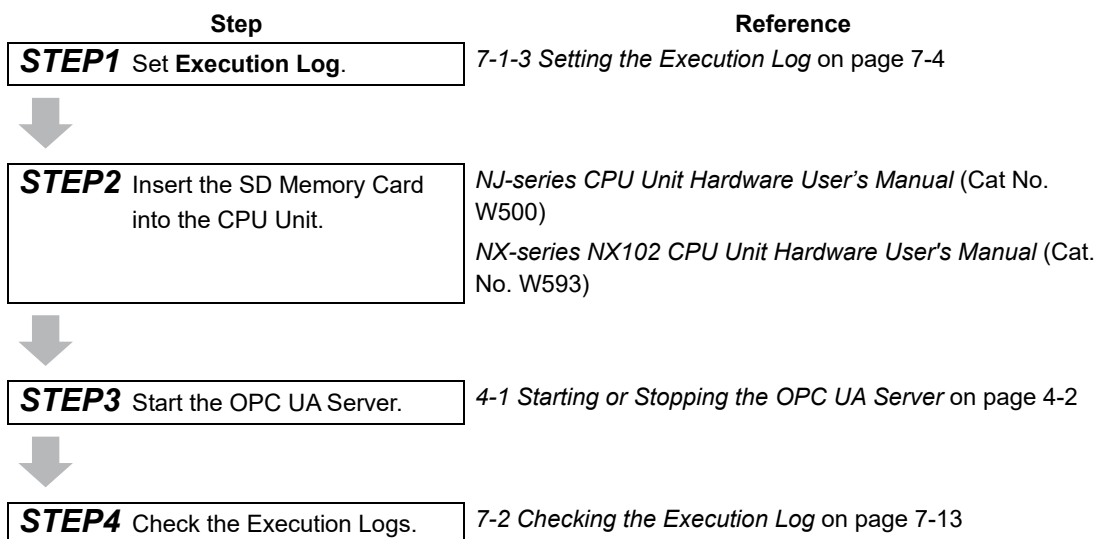 Step Reference
STEP1 Set Execution Log. 7-1-3 Setting the Execution Log on page 7-4
STEP2 Insert the SD Memory Card
into the CPU Unit.
NJ-series CPU Unit Hardware User’s Manual (Cat No.
W500)
NX-series NX102 CPU Unit Hardware User's Manual (Cat.
No. W593)
STEP3 Start the OPC UA Server. 4-1 Starting or Stopping the OPC UA Server on page 4-2
STEP4 Check the Execution Logs. 7-2 Checking the Execution Log on page 7-13